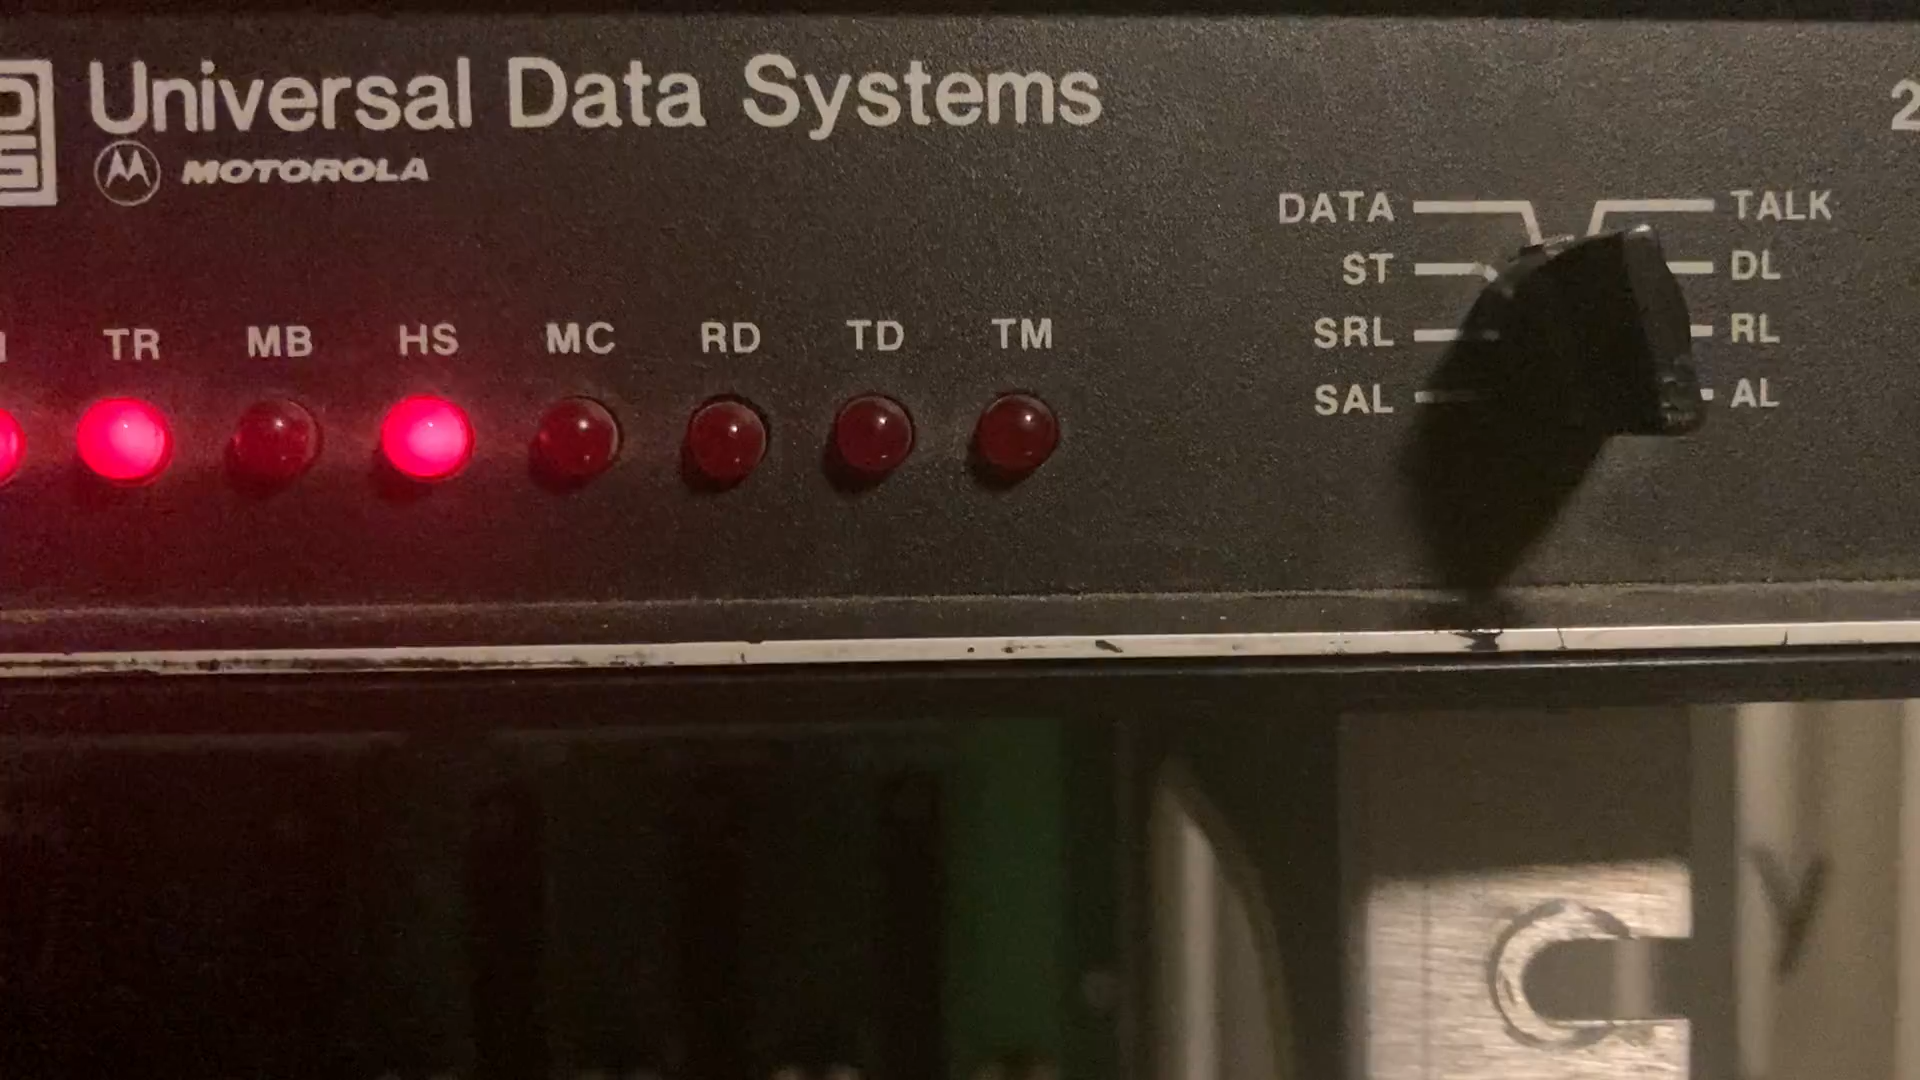 Universal Data Systems
MOTOROLA
DATA TALK
ST DL
SRL RL
SAL AL
TR MB HS MC RD TD TM